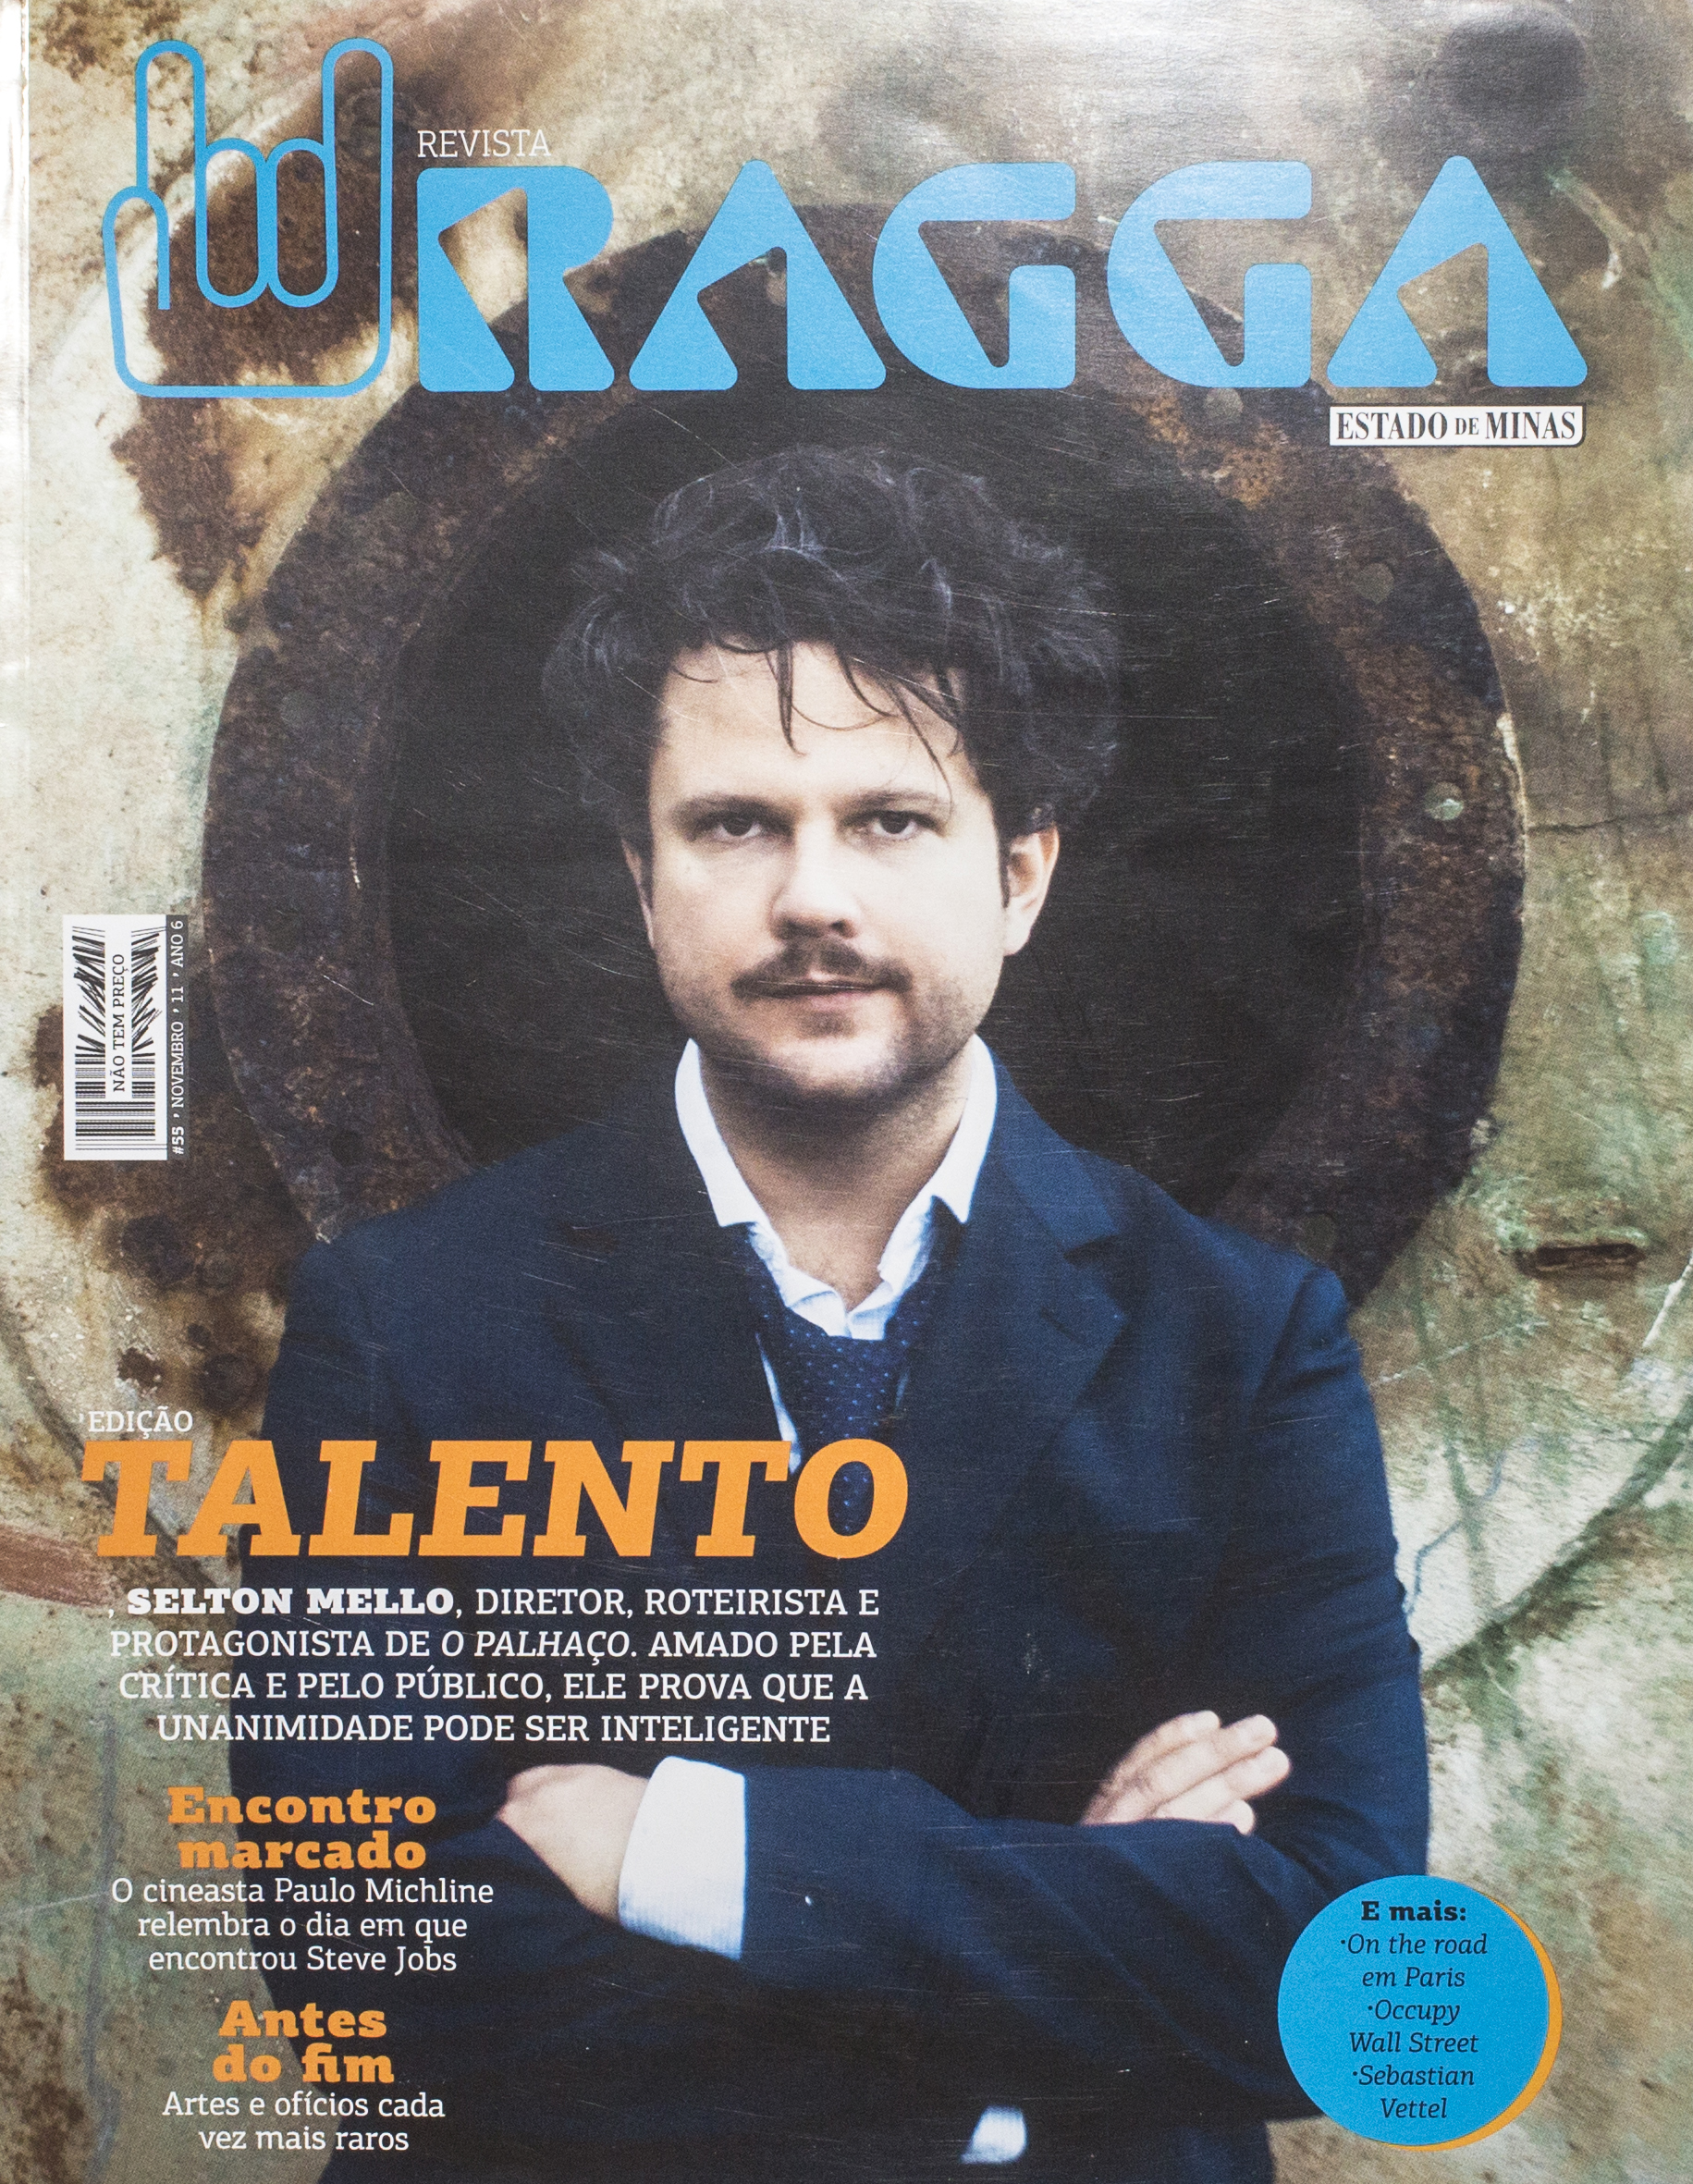 REVISTA
RAGGA
ESTADO DE MINAS
NÃO TEM PREÇO
#55 , NOVEMBRO , 11 , ANO 6
,EDIÇÃO
TALENTO
, SELTON MELLO, DIRETOR, ROTEIRISTA E
PROTAGONISTA DE O PALHAÇO. AMADO PELA
CRÍTICA E PELO PÚBLICO, ELE PROVA QUE A
UNANIMIDADE PODE SER INTELIGENTE
Encontro
marcado
O cineasta Paulo Michline
relembra o dia em que
encontrou Steve Jobs
Antes
do fim
Artes e ofícios cada
vez mais raros
E mais:
·On the road
em Paris
·Occupy
Wall Street
·Sebastian
Vettel